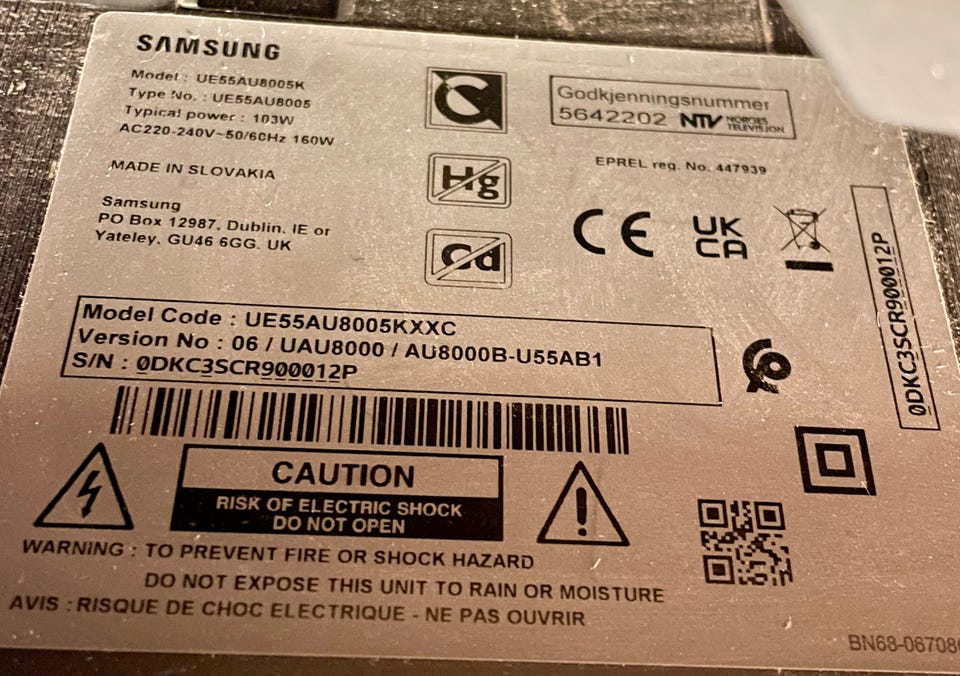 SAMSUNG
Model : UE55AU8005K
Type No. : UE55AU8005
Typical power : 103W
AC220-240V~50/60Hz 160W
MADE IN SLOVAKIA
Samsung
PO Box 12987, Dublin, IE or
Yateley, GU46 6GG. UK
Hg
Cd
Godkjenningsnummer
5642202 NTV NORGES
TELEVISJON
EPREL reg. No. 447939
CE
UK
CA
Model Code : UE55AU8005KXXC
Version No : 06 / UAU8000 / AU8000B-U55AB1
S/N : 0DKC3SCR900012P
0DKC3SCR900012P
CAUTION
RISK OF ELECTRIC SHOCK
DO NOT OPEN
WARNING : TO PREVENT FIRE OR SHOCK HAZARD
DO NOT EXPOSE THIS UNIT TO RAIN OR MOISTURE
AVIS : RISQUE DE CHOC ELECTRIQUE - NE PAS OUVRIR